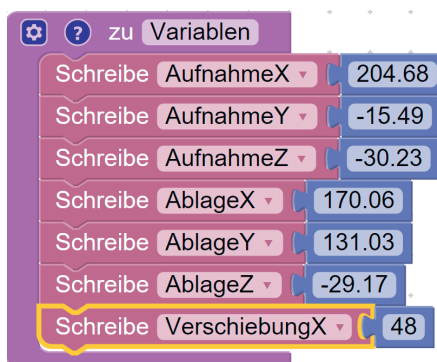 ? zu Variablen
Schreibe AufnahmeX 204.68
Schreibe AufnahmeY -15.49
Schreibe AufnahmeZ -30.23
Schreibe AblageX 170.06
Schreibe AblageY 131.03
Schreibe AblageZ -29.17
Schreibe VerschiebungX 48